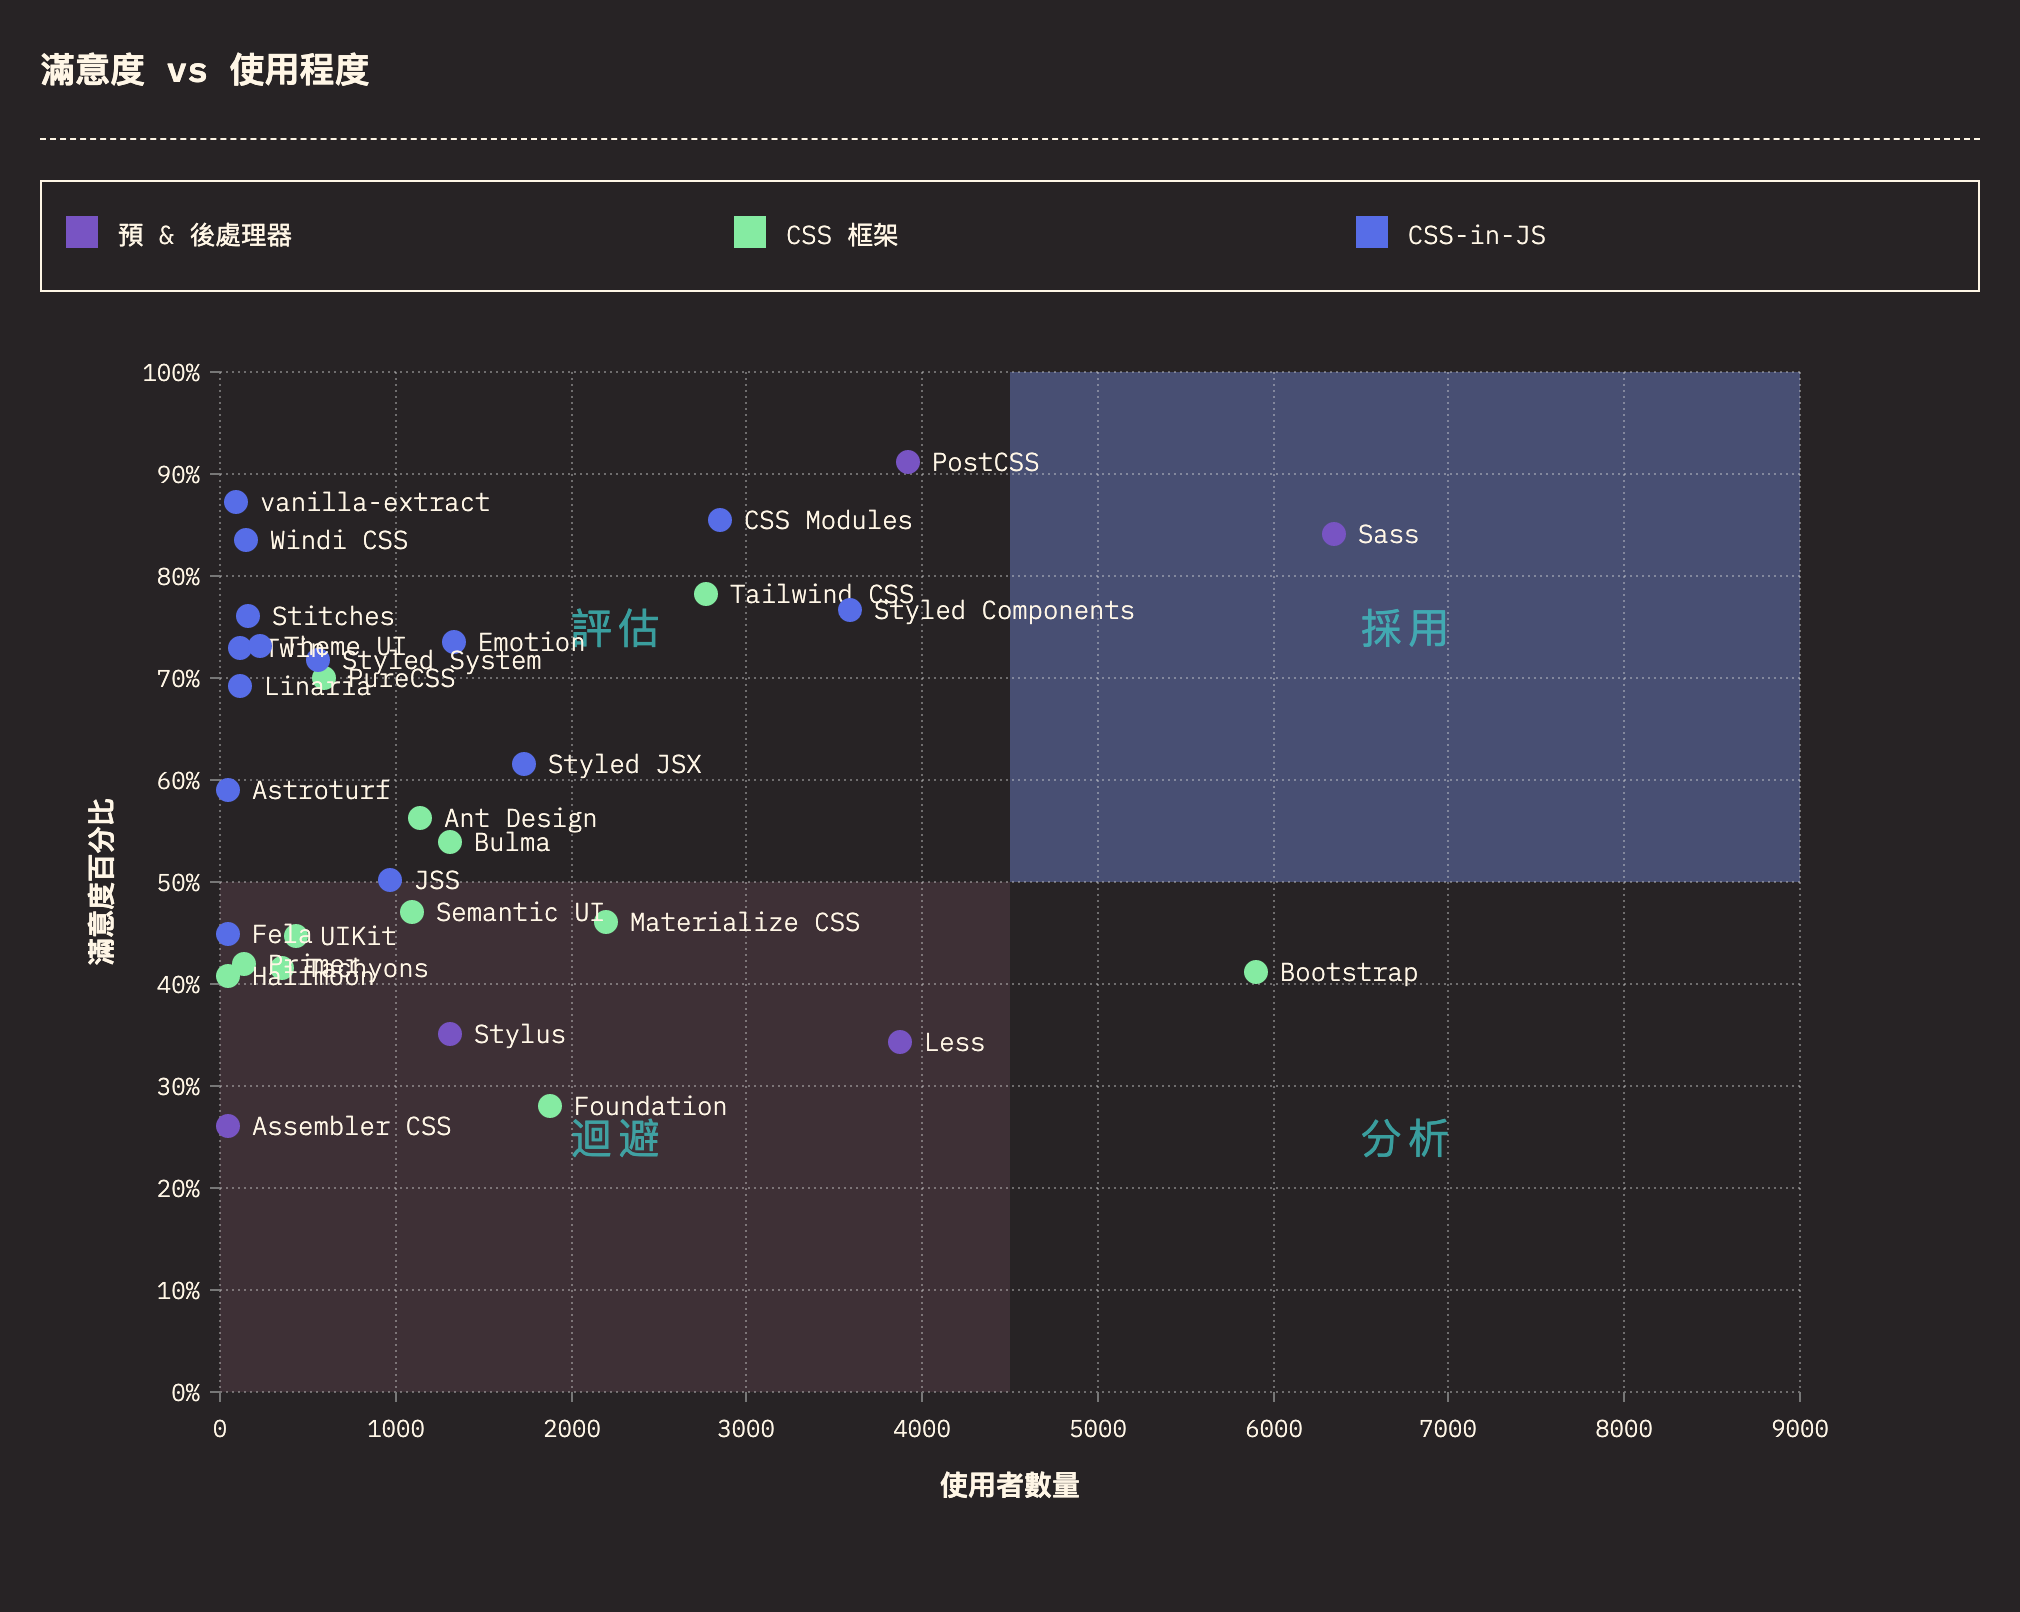 滿意度 vs 使用程度
預 & 後處理器
CSS 框架
CSS-in-JS
100%
90%
80%
70%
60%
50%
40%
30%
20%
10%
0%
滿意度百分比
PostCSS
vanilla-extract
CSS Modules
Sass
Windi CSS
Tailwind CSS
Styled Components
Stitches
評估
採用
Emotion
Theme UI
Twin
Styled System
PureCSS
Linaria
Styled JSX
Astroturf
Ant Design
Bulma
JSS
Semantic UI
Materialize CSS
Fela
UIKit
Primer
Tachyons
Halfmoon
Bootstrap
Stylus
Less
Foundation
Assembler CSS
迴避
分析
0
1000
2000
3000
4000
5000
6000
7000
8000
9000
使用者數量